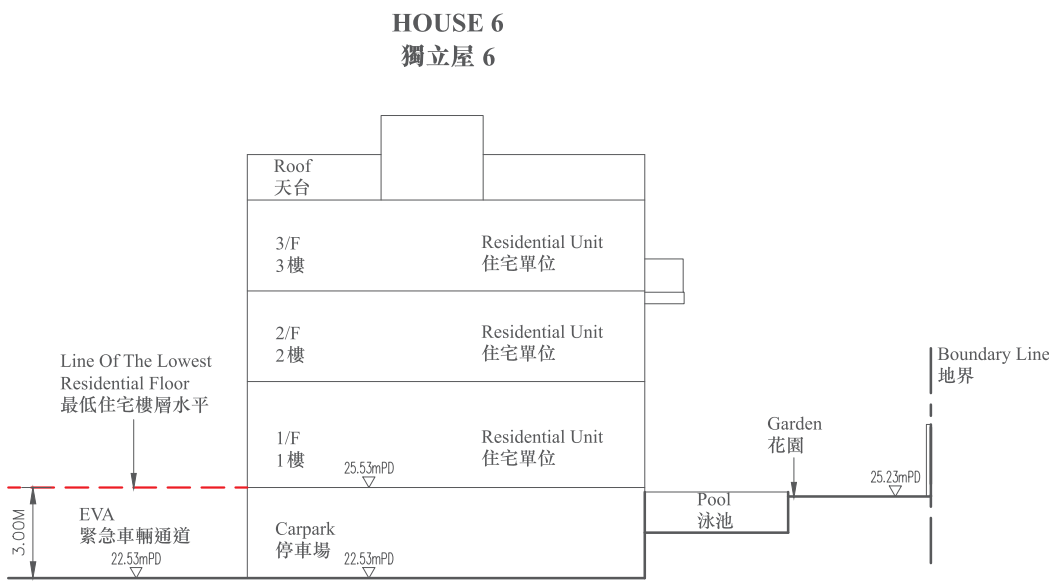 HOUSE 6
獨立屋 6
Roof
天台
3/F
3樓
Residential Unit
住宅單位
2/F
2樓
Residential Unit
住宅單位
Line Of The Lowest
Residential Floor
最低住宅樓層水平
Boundary Line
地界
1/F
1樓
Residential Unit
住宅單位
Garden
花園
25.53mPD
25.23mPD
3.00M
EVA
緊急車輛通道
22.53mPD
Carpark
停車場
22.53mPD
Pool
泳池